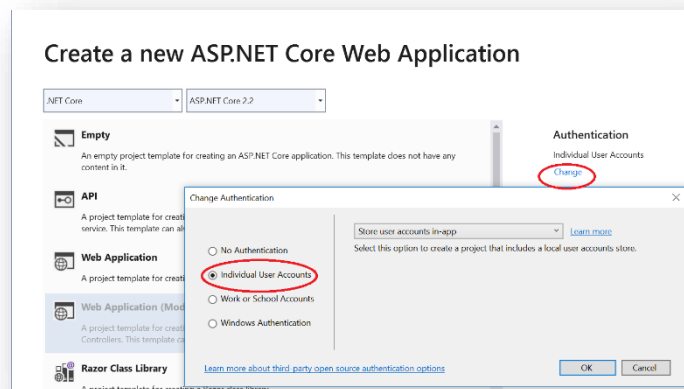 Create a new ASP.NET Core Web Application
.NET Core
ASP.NET Core 2.2
Empty
An empty project template for creating an ASP.NET Core application. This template does not have any
content in it.
API
A project template for creati
service. This template can al
Web Application
A project template for creati
Web Application (Mod
A project template for creati
Controllers. This template ca
Razor Class Library
Authentication
Individual User Accounts
Change
Change Authentication
No Authentication
Individual User Accounts
Work or School Accounts
Windows Authentication
Store user accounts in-app
Learn more
Select this option to create a project that includes a local user accounts store.
Learn more about third-party open source authentication options
OK
Cancel